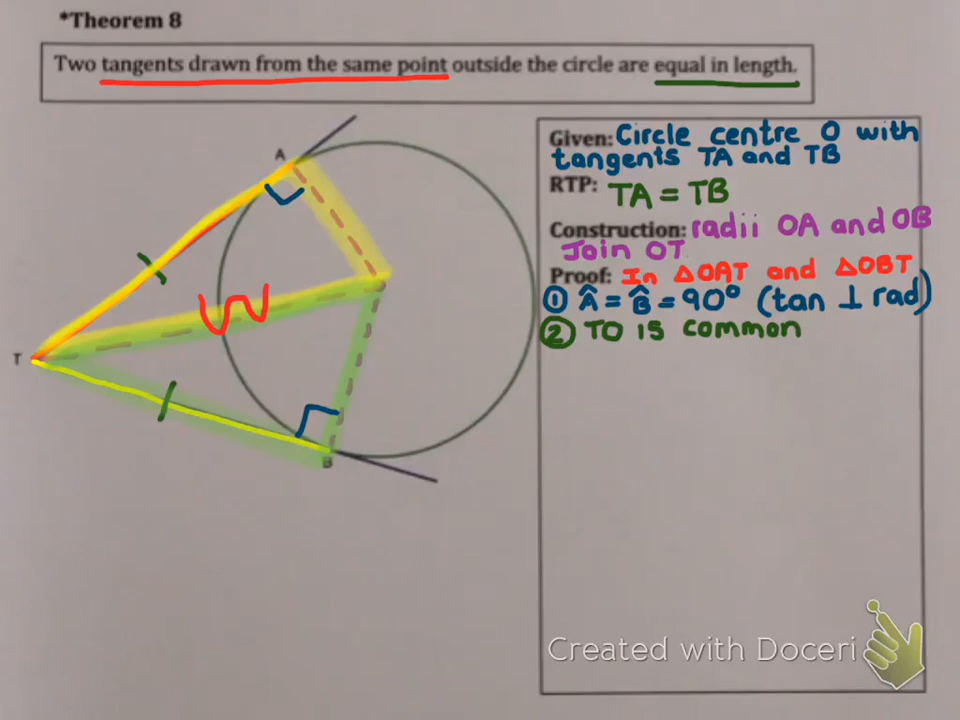 *Theorem 8
Two tangents drawn from the same point outside the circle are equal in length.
A
T
B
Given: Circle centre O with
tangents TA and TB
RTP: TA = TB
Construction: radii OA and OB
Join OT
Proof: In ΔOAT and ΔOBT
① Â = B̂ = 90° (tan ⊥ rad)
② TO is common
Created with Doceri